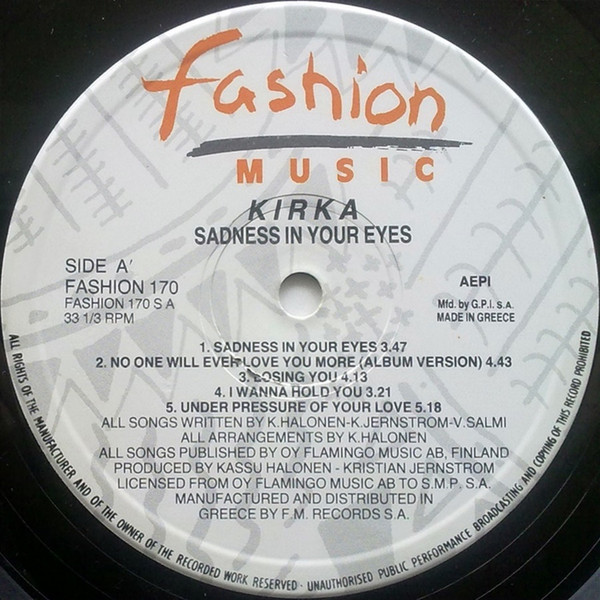 fashion
MUSIC
KIRKA
SADNESS IN YOUR EYES
SIDE A'
FASHION 170
FASHION 170 S A
33 1/3 RPM
AEPI
Mfd. by G.P.I. S.A.
MADE IN GREECE
1. SADNESS IN YOUR EYES 3.47
2. NO ONE WILL EVER LOVE YOU MORE (ALBUM VERSION) 4.43
3. LOSING YOU 4.13
4. I WANNA HOLD YOU 3.21
5. UNDER PRESSURE OF YOUR LOVE 5.18
ALL SONGS WRITTEN BY K.HALONEN-K.JERNSTROM-V.SALMI
ALL ARRANGEMENTS BY K.HALONEN
ALL SONGS PUBLISHED BY OY FLAMINGO MUSIC AB, FINLAND
PRODUCED BY KASSU HALONEN - KRISTIAN JERNSTROM
LICENSED FROM OY FLAMINGO MUSIC AB TO S.M.P. S.A.
MANUFACTURED AND DISTRIBUTED IN
GREECE BY F.M. RECORDS S.A.
ALL RIGHTS OF THE MANUFACTURER AND OF THE OWNER OF THE RECORDED WORK RESERVED · UNAUTHORISED PUBLIC PERFORMANCE BROADCASTING AND COPYING OF THIS RECORD PROHIBITED